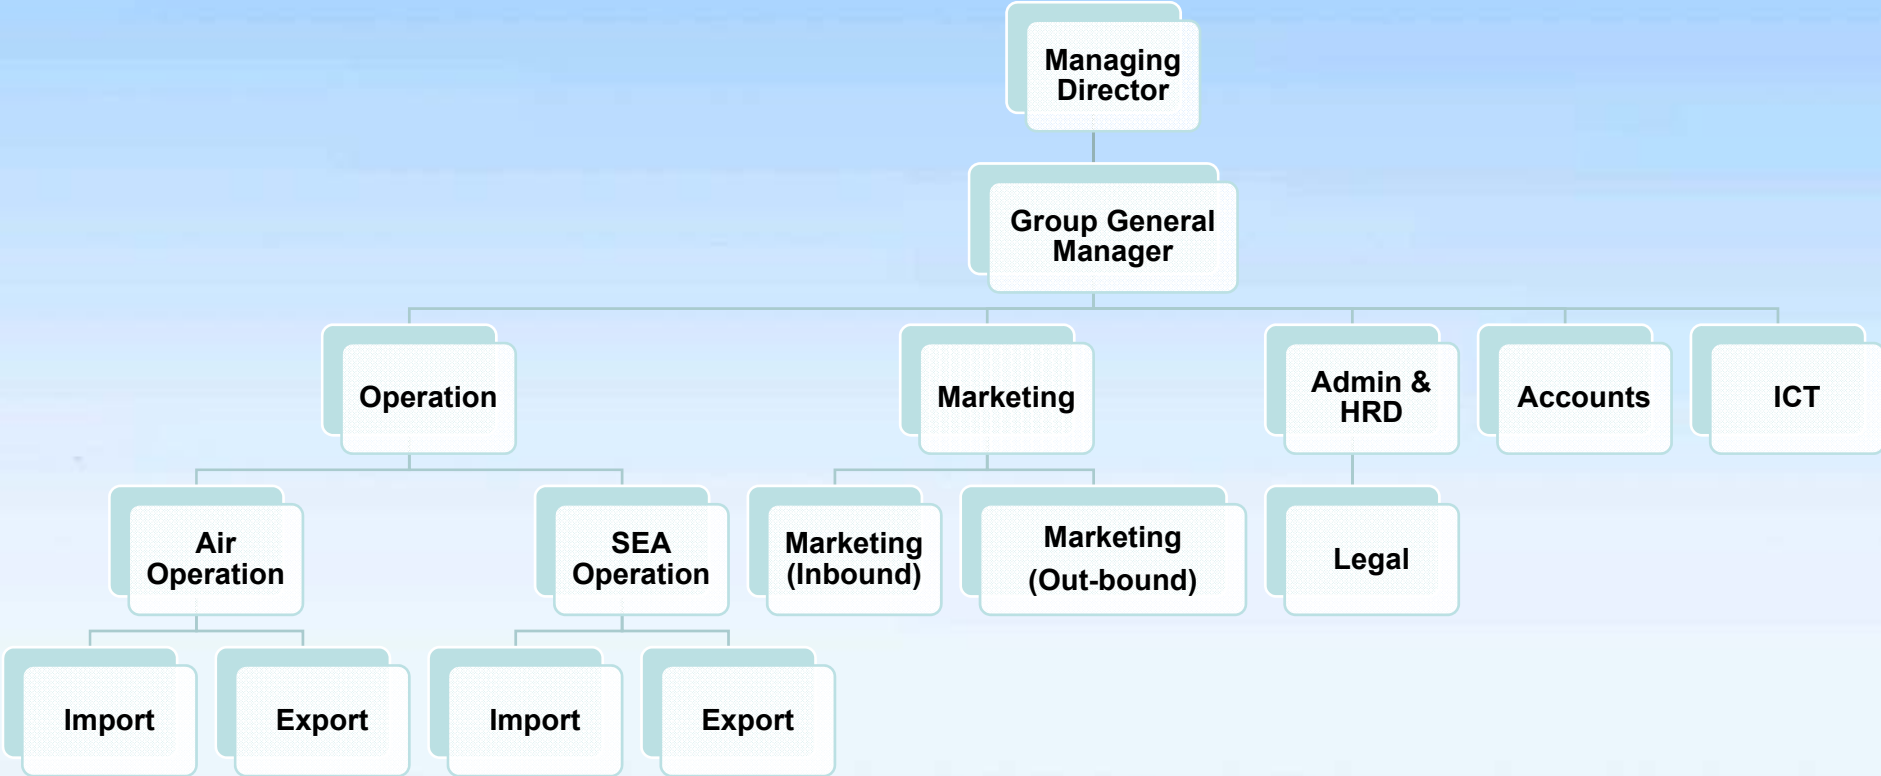 Managing
Director
Group General
Manager
Operation
Marketing
Admin &
HRD
Accounts
ICT
Air
Operation
SEA
Operation
Marketing
(Inbound)
Marketing
(Out-bound)
Legal
Import
Export
Import
Export